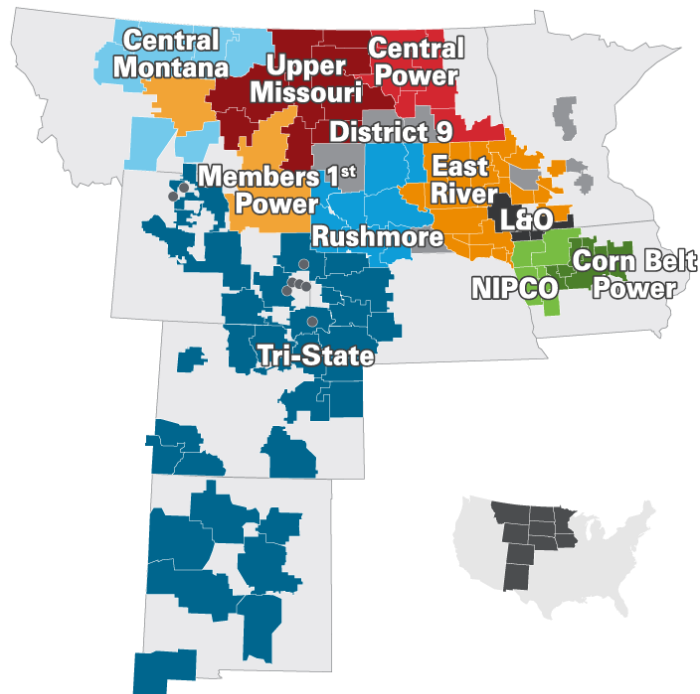 Central
Montana
Upper
Missouri
Central
Power
District 9
Members 1st
Power
East
River
L&O
Rushmore
NIPCO
Corn Belt
Power
Tri-State